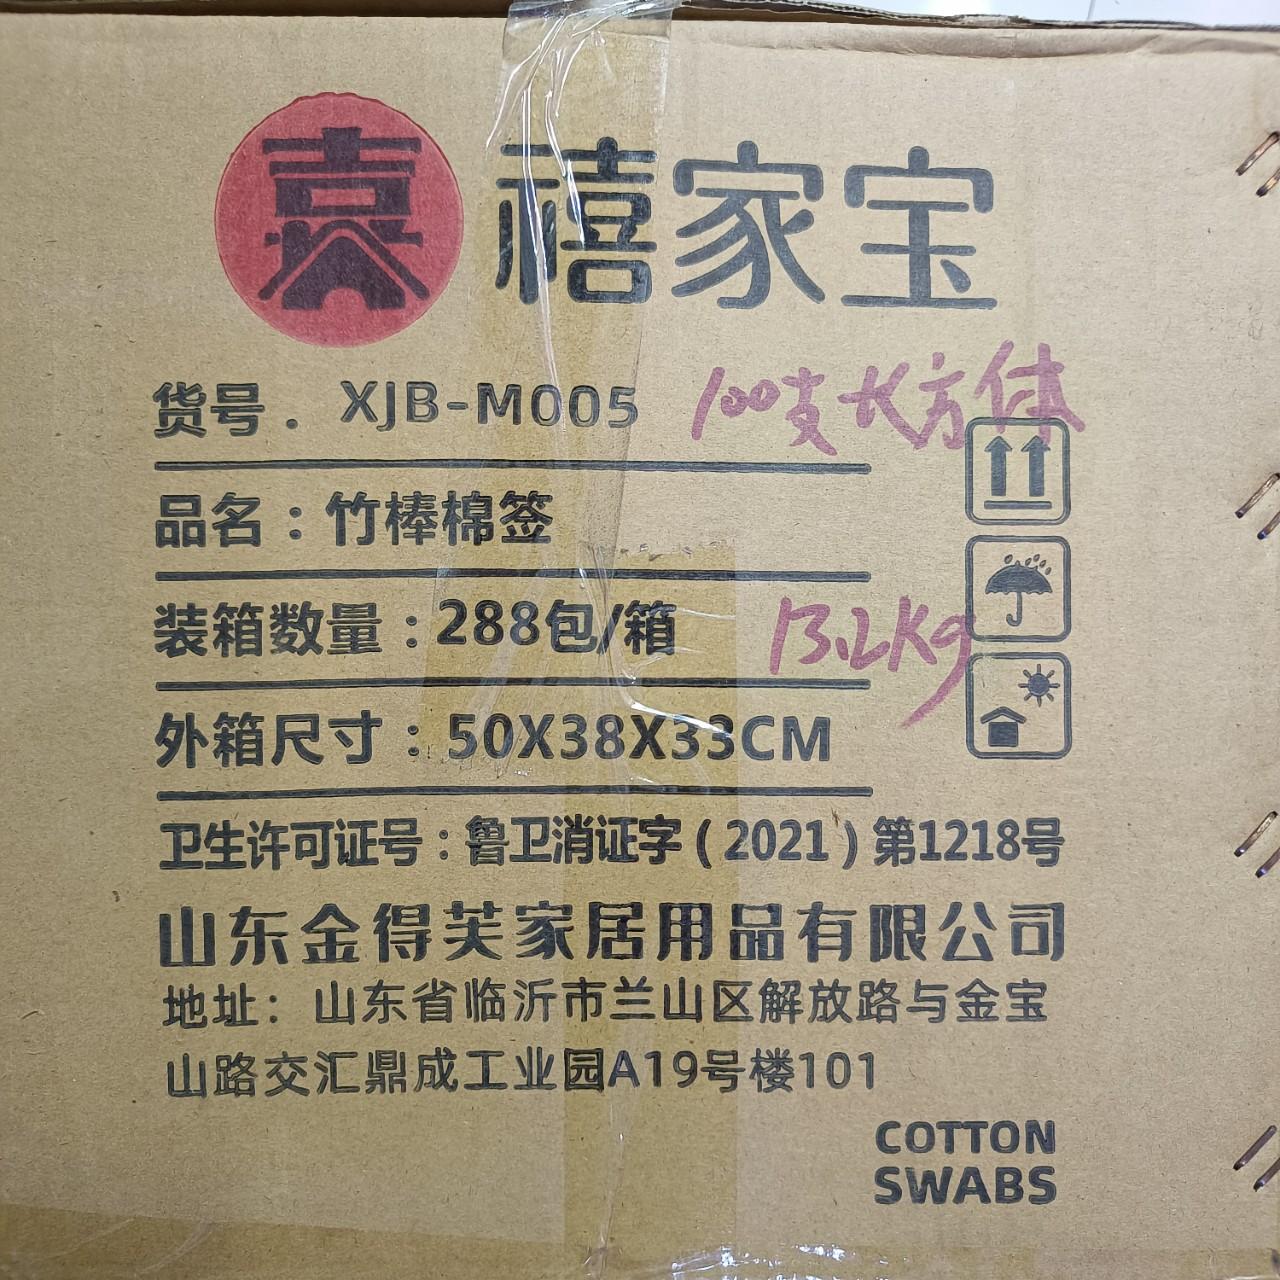 禧家宝
货号. XJB-M005 100支长方体
品名:竹棒棉签
装箱数量:288包/箱 13.2Kg
外箱尺寸:50X38X33CM
卫生许可证号:鲁卫消证字(2021)第1218号
山东金得芙家居用品有限公司
地址: 山东省临沂市兰山区解放路与金宝
山路交汇鼎成工业园A19号楼101
COTTON
SWABS